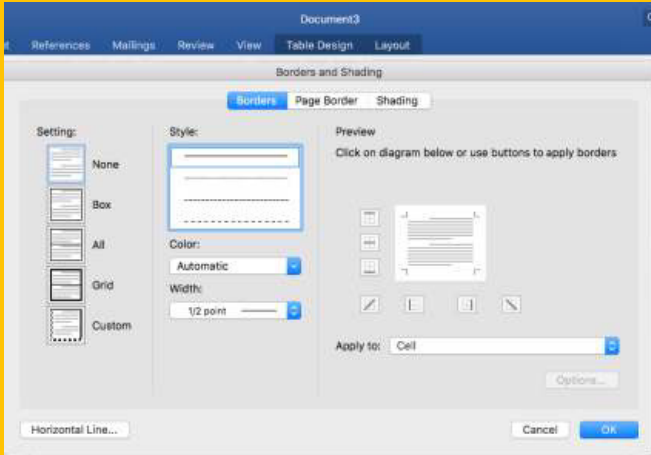 Document3
References Mailings Review View Table Design Layout
Borders and Shading
Borders Page Border Shading
Setting:
None
Box
All
Grid
Custom
Style:
Color:
Automatic
Width:
1/2 point
Preview
Click on diagram below or use buttons to apply borders
Apply to: Cell
Options...
Horizontal Line...
Cancel OK